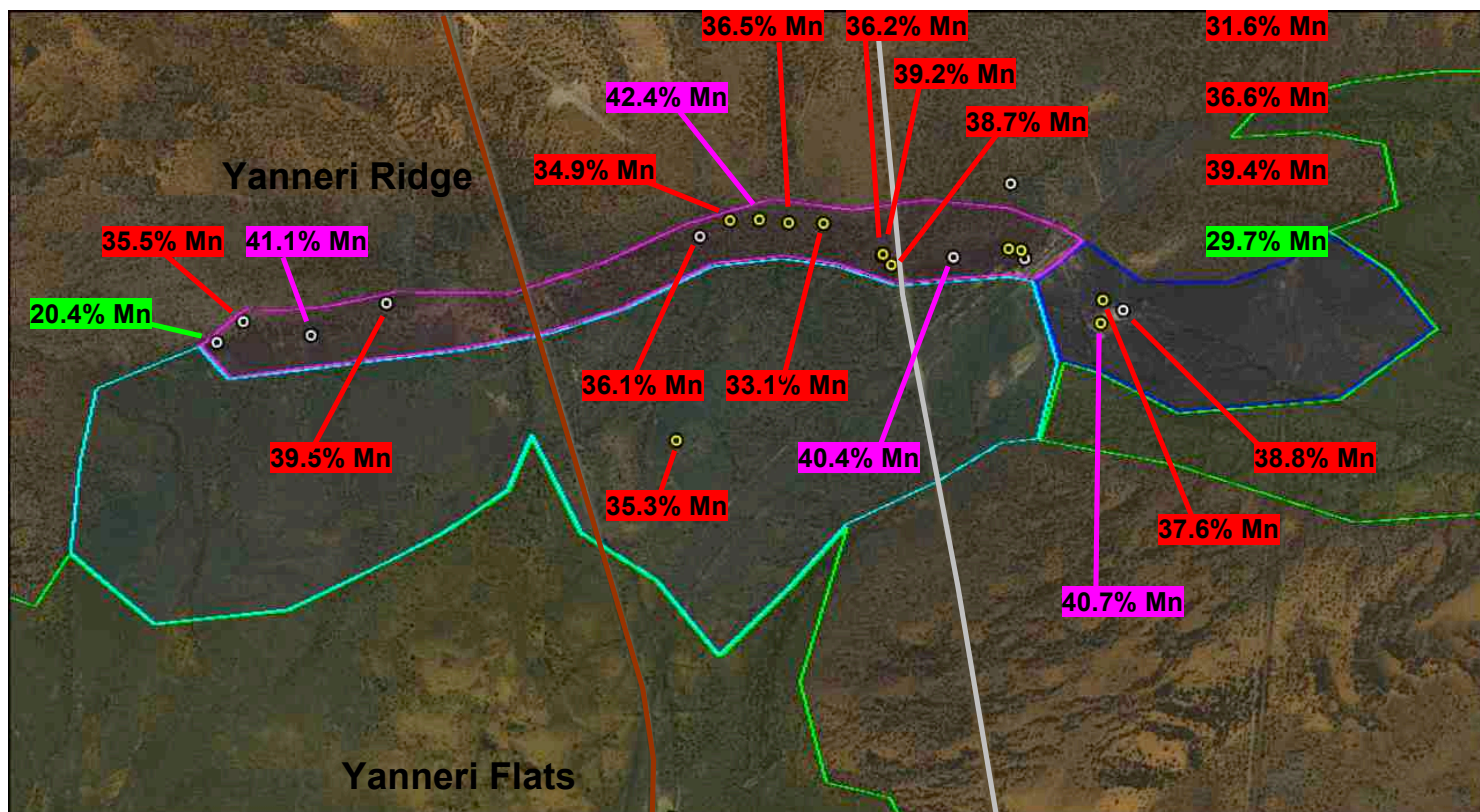 36.5% Mn
36.2% Mn
31.6% Mn
39.2% Mn
42.4% Mn
36.6% Mn
38.7% Mn
34.9% Mn
39.4% Mn
Yanneri Ridge
35.5% Mn
41.1% Mn
29.7% Mn
20.4% Mn
36.1% Mn
33.1% Mn
39.5% Mn
40.4% Mn
38.8% Mn
35.3% Mn
37.6% Mn
40.7% Mn
Yanneri Flats